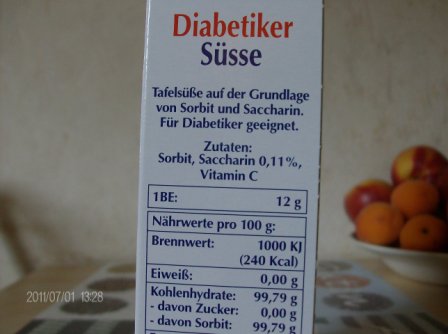 Diabetiker
Süsse
Tafelsüße auf der Grundlage
von Sorbit und Saccharin.
Für Diabetiker geeignet.
Zutaten:
Sorbit, Saccharin 0,11%,
Vitamin C
1BE: 12 g
Nährwerte pro 100 g:
Brennwert: 1000 KJ
(240 Kcal)
Eiweiß: 0,00 g
Kohlenhydrate: 99,79 g
- davon Zucker: 0,00 g
- davon Sorbit: 99,79 g
2011/07/01 13:28